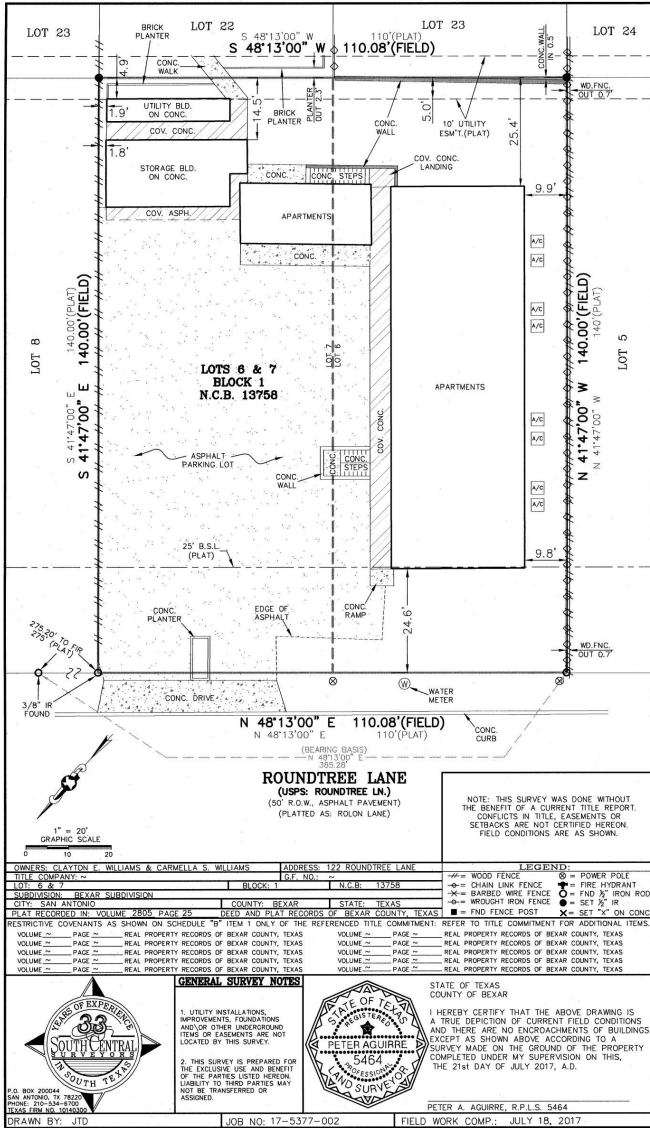 LOT 23
LOT 22
LOT 23
LOT 24
S 48°13'00" W 110'(PLAT)
S 48°13'00" W 110.08'(FIELD)
BRICK
PLANTER
4.9'
CONC.
WALK
BRICK
PLANTER
14.5'
PLANTER
OUT 2.3'
CONC.WALL
IN 0.5'
WD.FNC.
OUT 0.7'
UTILITY BLD.
ON CONC.
1.9'
COV. CONC.
1.8'
STORAGE BLD.
ON CONC.
COV. ASPH.
CONC.
WALL
5.0'
10' UTILITY
ESM'T.(PLAT)
25.4'
COV. CONC.
LANDING
CONC.
CONC. STEPS
APARTMENTS
CONC.
9.9'
A/C
A/C
A/C
A/C
A/C
A/C
A/C
A/C
LOT 8
S 41°47'00" E 140.00'(PLAT)
S 41°47'00" E 140.00'(FIELD)
LOTS 6 & 7
BLOCK 1
N.C.B. 13758
LOT 7
LOT 6
APARTMENTS
N 41°47'00" W 140.00'(FIELD)
N 41°47'00" W 140'(PLAT)
LOT 5
COV. CONC.
ASPHALT
PARKING LOT
CONC.
CONC.
STEPS
CONC.
WALL
25' B.S.L.
(PLAT)
9.8'
CONC.
PLANTER
EDGE OF
ASPHALT
CONC.
RAMP
24.6'
275.20' TO FIR
275'(PLAT)
3/8" IR
FOUND
CONC. DRIVE
WD.FNC.
OUT 0.7'
W
WATER
METER
N 48°13'00" E 110.08'(FIELD)
N 48°13'00" E 110'(PLAT)
CONC.
CURB
(BEARING BASIS)
N 48°13'00" E
385.28'
ROUNDTREE LANE
(USPS: ROUNDTREE LN.)
(50' R.O.W., ASPHALT PAVEMENT)
(PLATTED AS: ROLON LANE)
1" = 20'
GRAPHIC SCALE
0 10 20
NOTE: THIS SURVEY WAS DONE WITHOUT
THE BENEFIT OF A CURRENT TITLE REPORT.
CONFLICTS IN TITLE, EASEMENTS OR
SETBACKS ARE NOT CERTIFIED HEREON.
FIELD CONDITIONS ARE AS SHOWN.
OWNERS: CLAYTON E. WILLIAMS & CARMELLA S. WILLIAMS ADDRESS: 122 ROUNDTREE LANE
TITLE COMPANY: ~ G.F. NO.: ~
LOT: 6 & 7 BLOCK: 1 N.C.B: 13758
SUBDIVISION: BEXAR SUBDIVISION
CITY: SAN ANTONIO COUNTY: BEXAR STATE: TEXAS
PLAT RECORDED IN: VOLUME 2805 PAGE 25 DEED AND PLAT RECORDS OF BEXAR COUNTY, TEXAS
LEGEND:
= WOOD FENCE = POWER POLE
= CHAIN LINK FENCE = FIRE HYDRANT
= BARBED WIRE FENCE = FND ½" IRON ROD
= WROUGHT IRON FENCE = SET ½" IR
= FND FENCE POST = SET "X" ON CONC
RESTRICTIVE COVENANTS AS SHOWN ON SCHEDULE "B" ITEM 1 ONLY OF THE REFERENCED TITLE COMMITMENT: REFER TO TITLE COMMITMENT FOR ADDITIONAL ITEMS.
VOLUME ~ PAGE ~ REAL PROPERTY RECORDS OF BEXAR COUNTY, TEXAS VOLUME ~ PAGE ~ REAL PROPERTY RECORDS OF BEXAR COUNTY, TEXAS
VOLUME ~ PAGE ~ REAL PROPERTY RECORDS OF BEXAR COUNTY, TEXAS VOLUME ~ PAGE ~ REAL PROPERTY RECORDS OF BEXAR COUNTY, TEXAS
VOLUME ~ PAGE ~ REAL PROPERTY RECORDS OF BEXAR COUNTY, TEXAS VOLUME ~ PAGE ~ REAL PROPERTY RECORDS OF BEXAR COUNTY, TEXAS
VOLUME ~ PAGE ~ REAL PROPERTY RECORDS OF BEXAR COUNTY, TEXAS VOLUME ~ PAGE ~ REAL PROPERTY RECORDS OF BEXAR COUNTY, TEXAS
YEARS OF EXPERIENCE
33
SOUTH CENTRAL
SURVEYORS
IN SOUTH TEXAS
P.O. BOX 200044
SAN ANTONIO, TX 78220
PHONE: 210-534-6700
TEXAS FIRM NO. 10140300
GENERAL SURVEY NOTES
1. UTILITY INSTALLATIONS,
IMPROVEMENTS, FOUNDATIONS
AND\OR OTHER UNDERGROUND
ITEMS OR EASEMENTS ARE NOT
LOCATED BY THIS SURVEY.
2. THIS SURVEY IS PREPARED FOR
THE EXCLUSIVE USE AND BENEFIT
OF THE PARTIES LISTED HEREON.
LIABILITY TO THIRD PARTIES MAY
NOT BE TRANSFERRED OR
ASSIGNED.
STATE OF TEXAS
REGISTERED
PETER AGUIRRE
5464
PROFESSIONAL
LAND SURVEYOR
STATE OF TEXAS
COUNTY OF BEXAR
I HEREBY CERTIFY THAT THE ABOVE DRAWING IS
A TRUE DEPICTION OF CURRENT FIELD CONDITIONS
AND THERE ARE NO ENCROACHMENTS OF BUILDINGS
EXCEPT AS SHOWN ABOVE ACCORDING TO A
SURVEY MADE ON THE GROUND OF THE PROPERTY
COMPLETED UNDER MY SUPERVISION ON THIS,
THE 21st DAY OF JULY 2017, A.D.
PETER A. AGUIRRE, R.P.L.S. 5464
DRAWN BY: JTD JOB NO: 17-5377-002 FIELD WORK COMP.: JULY 18, 2017